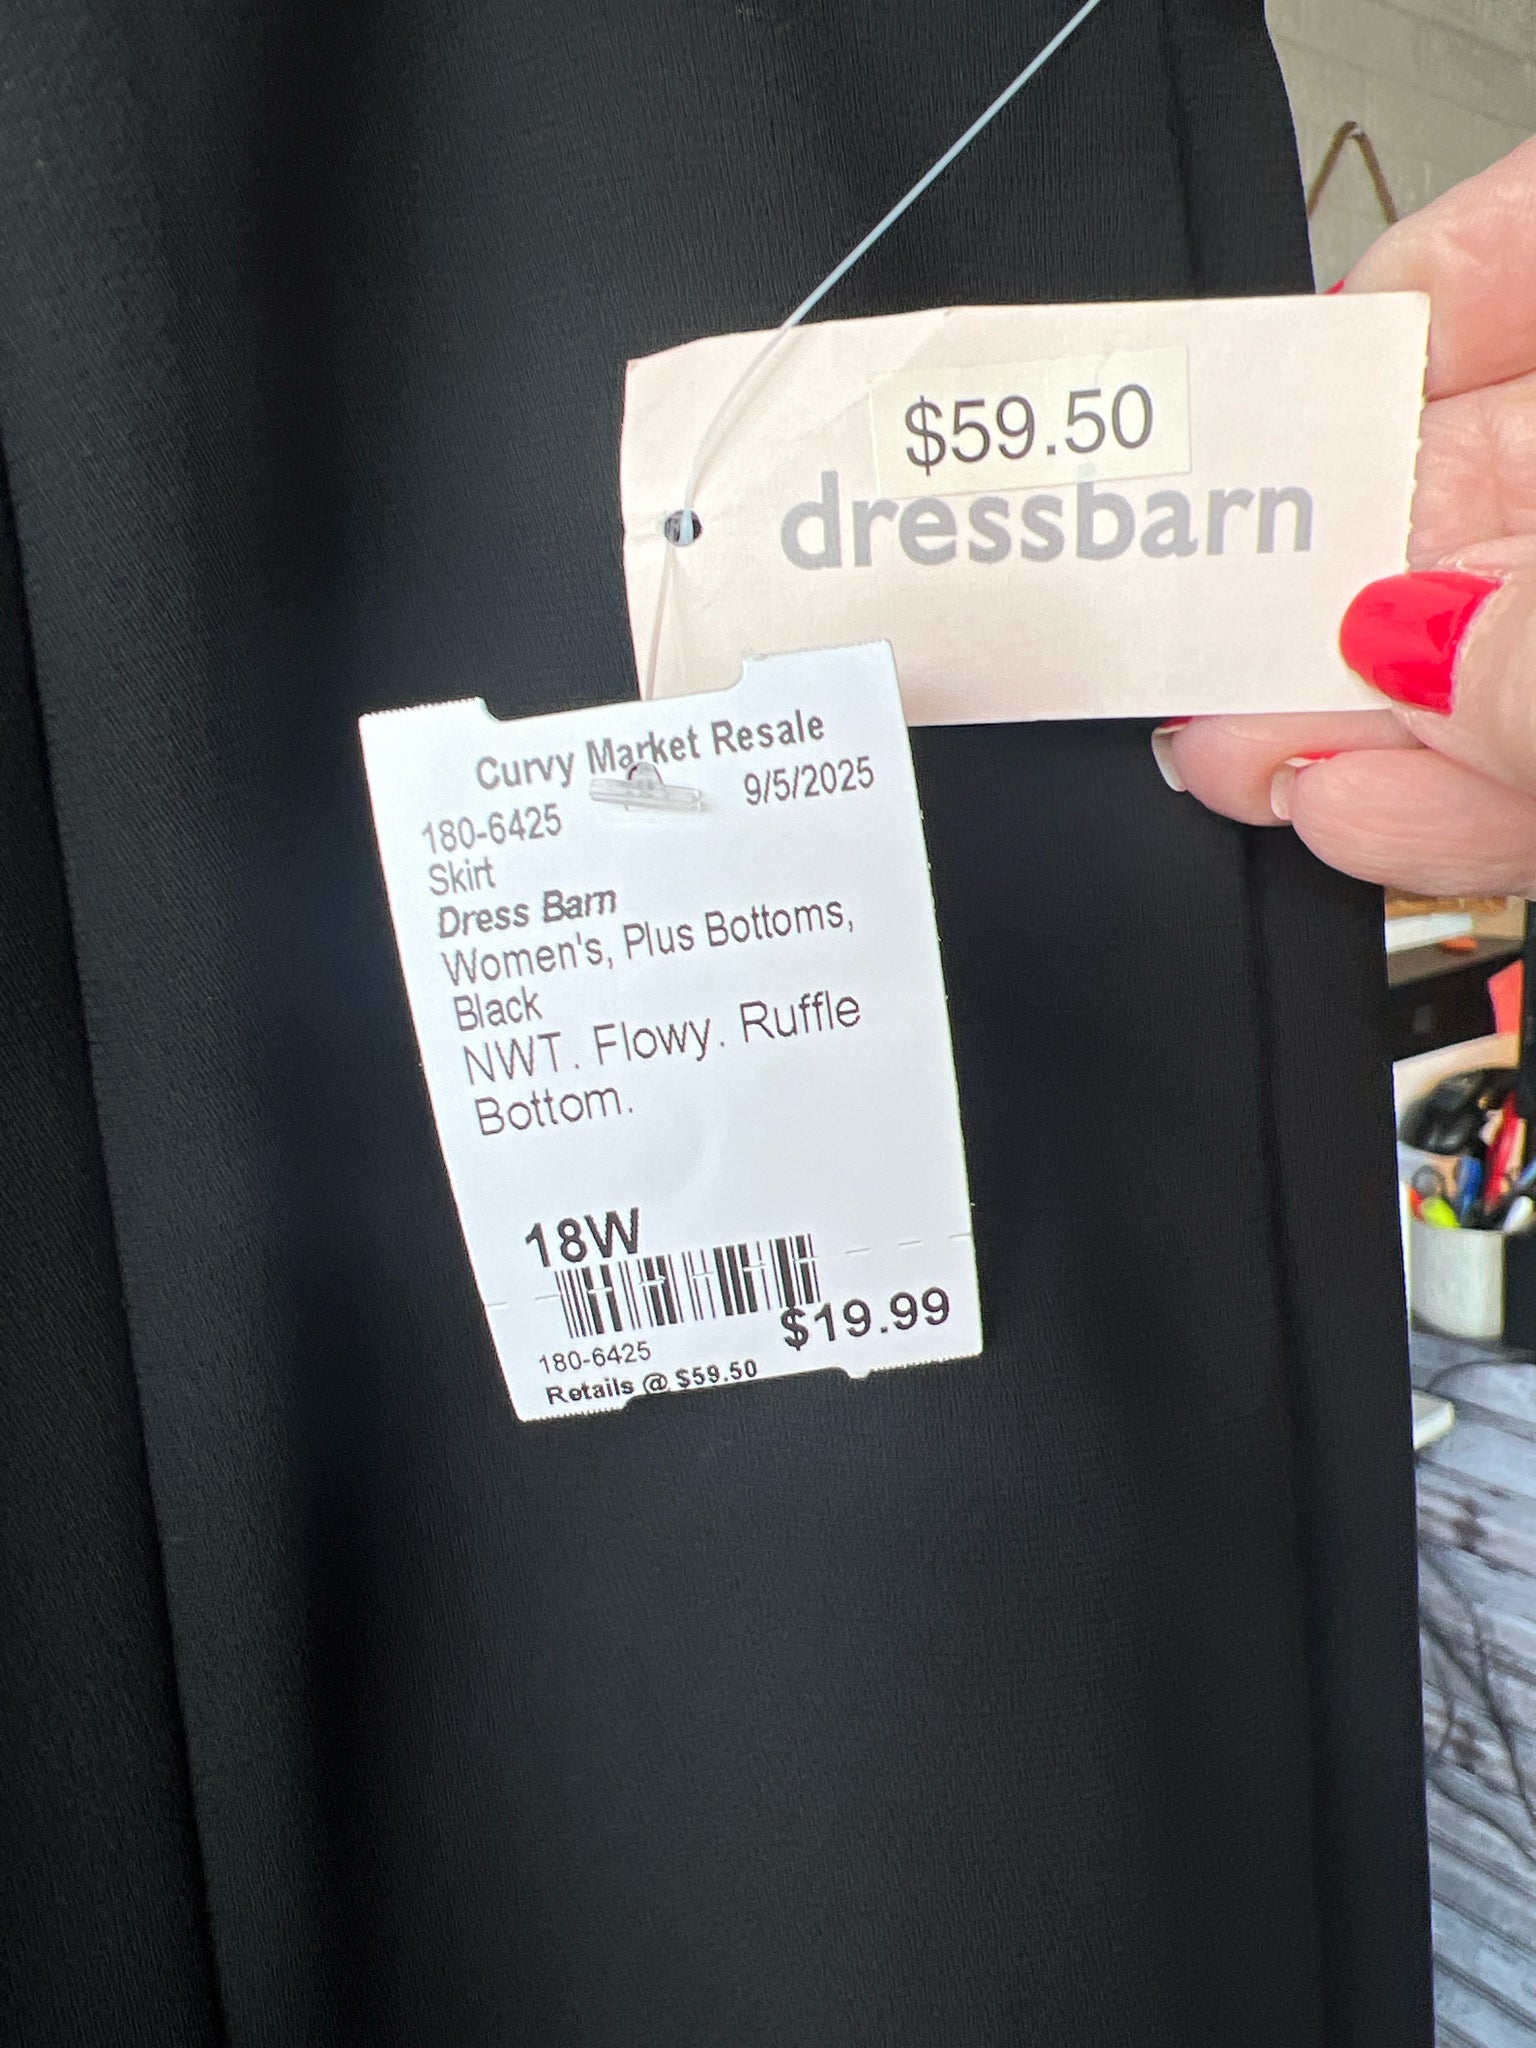 $59.50
dressbarn
Curvy Market Resale
180-6425 9/5/2025
Skirt
Dress Barn
Women's, Plus Bottoms,
Black
NWT. Flowy. Ruffle
Bottom.
18W
$19.99
180-6425
Retails @ $59.50